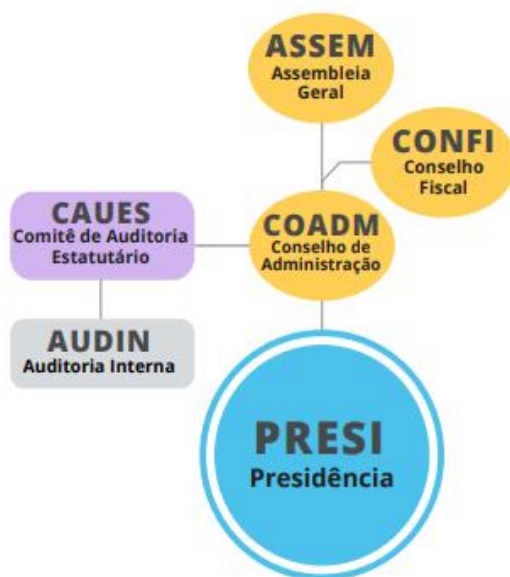 ASSEM
Assembleia
Geral
CONFI
Conselho
Fiscal
CAUES
Comitê de Auditoria
Estatutário
COADM
Conselho de
Administração
AUDIN
Auditoria Interna
PRESI
Presidência